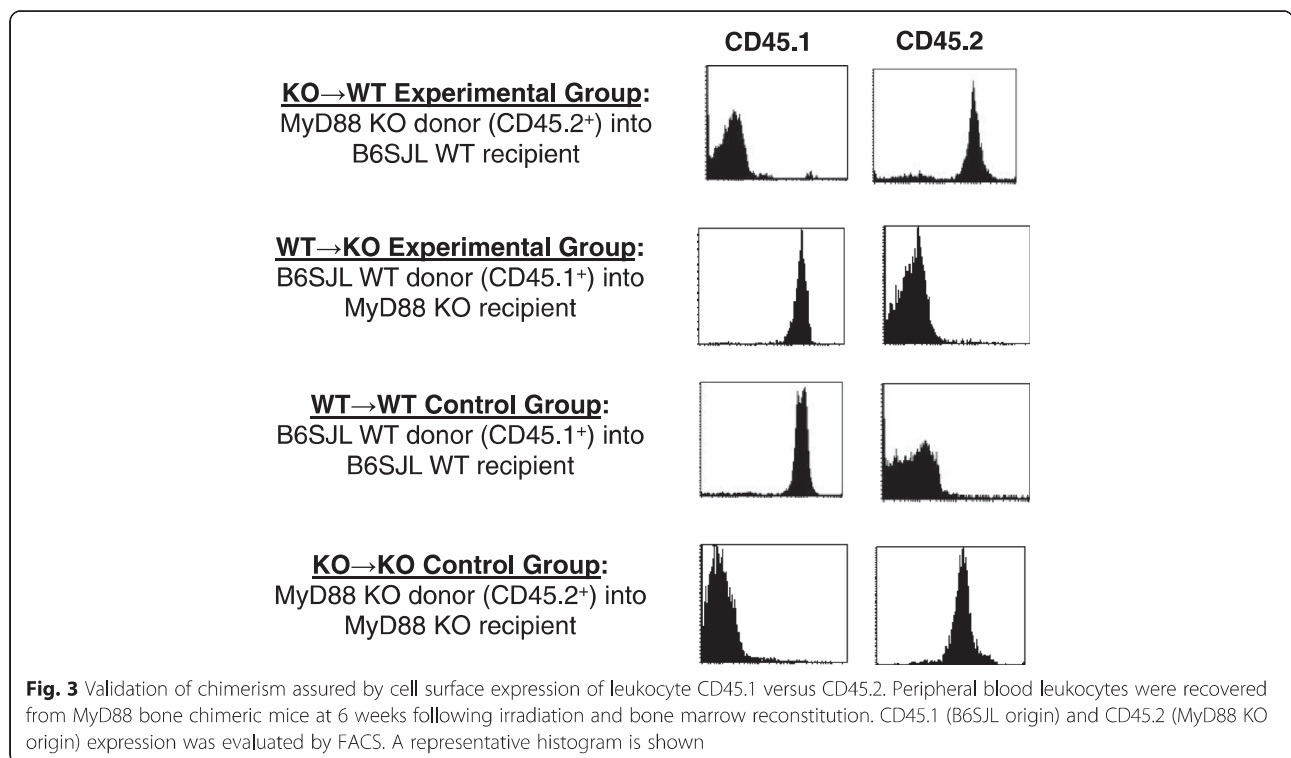 CD45.1 CD45.2
KO→WT Experimental Group:
MyD88 KO donor (CD45.2⁺) into
B6SJL WT recipient
WT→KO Experimental Group:
B6SJL WT donor (CD45.1⁺) into
MyD88 KO recipient
WT→WT Control Group:
B6SJL WT donor (CD45.1⁺) into
B6SJL WT recipient
KO→KO Control Group:
MyD88 KO donor (CD45.2⁺) into
MyD88 KO recipient
Fig. 3 Validation of chimerism assured by cell surface expression of leukocyte CD45.1 versus CD45.2. Peripheral blood leukocytes were recovered
from MyD88 bone chimeric mice at 6 weeks following irradiation and bone marrow reconstitution. CD45.1 (B6SJL origin) and CD45.2 (MyD88 KO
origin) expression was evaluated by FACS. A representative histogram is shown